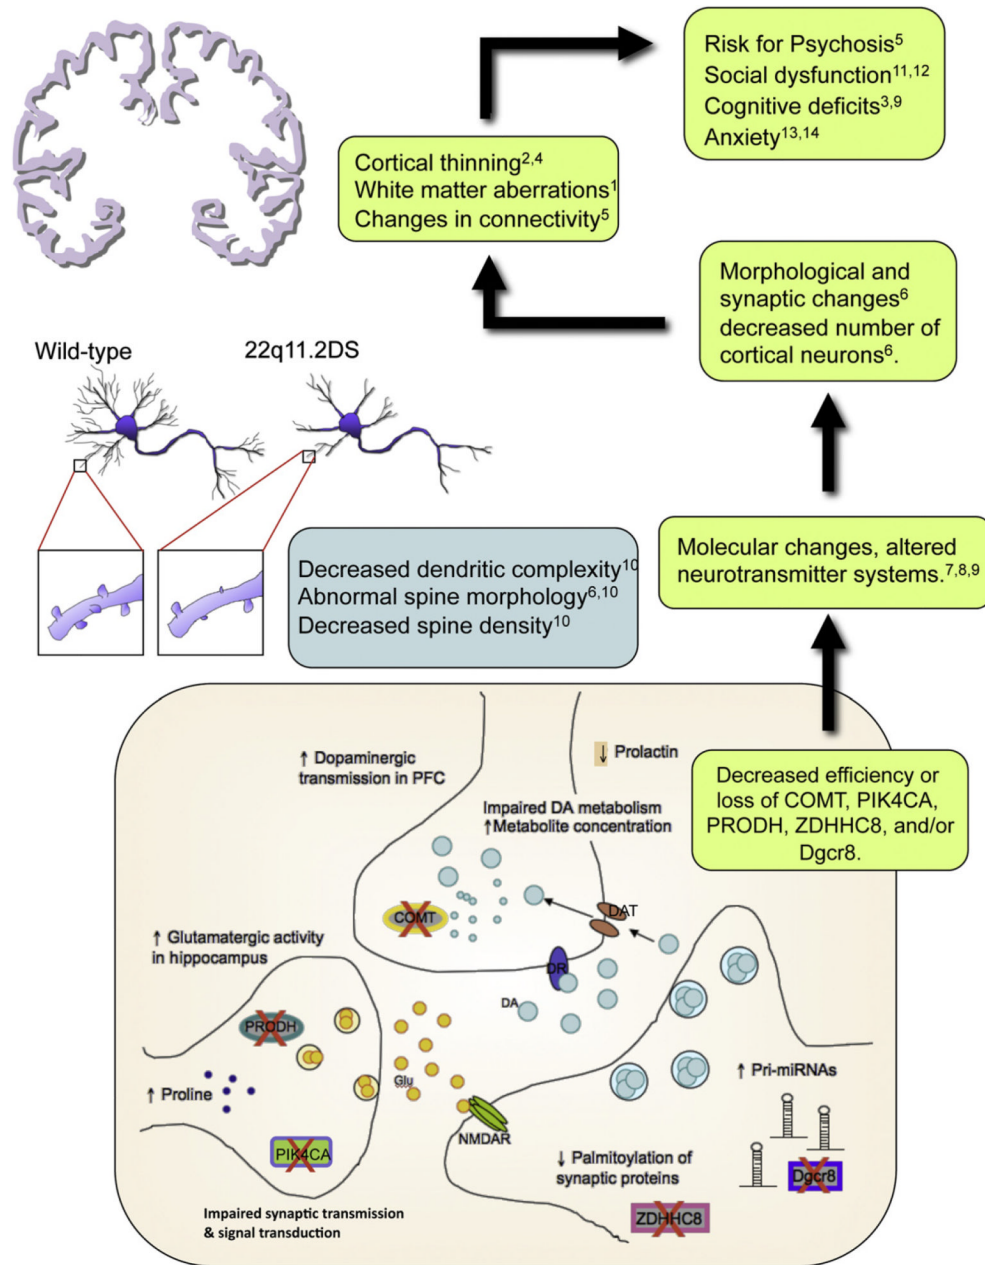 Risk for Psychosis5
Social dysfunction11,12
Cognitive deficits3,9
Anxiety13,14
Cortical thinning2,4
White matter aberrations1
Changes in connectivity5
Morphological and
synaptic changes6
decreased number of
cortical neurons6.
Wild-type
22q11.2DS
Decreased dendritic complexity10
Abnormal spine morphology6,10
Decreased spine density10
Molecular changes, altered
neurotransmitter systems.7,8,9
↑ Dopaminergic
transmission in PFC
↓ Prolactin
Decreased efficiency or
loss of COMT, PIK4CA,
PRODH, ZDHHC8, and/or
Dgcr8.
Impaired DA metabolism
↑Metabolite concentration
COMT
DAT
↑ Glutamatergic activity
in hippocampus
DR
DA
PRODH
Glu
↑ Proline
↑ Pri-miRNAs
NMDAR
PIK4CA
↓ Palmitoylation of
synaptic proteins
Dgcr8
Impaired synaptic transmission
& signal transduction
ZDHHC8